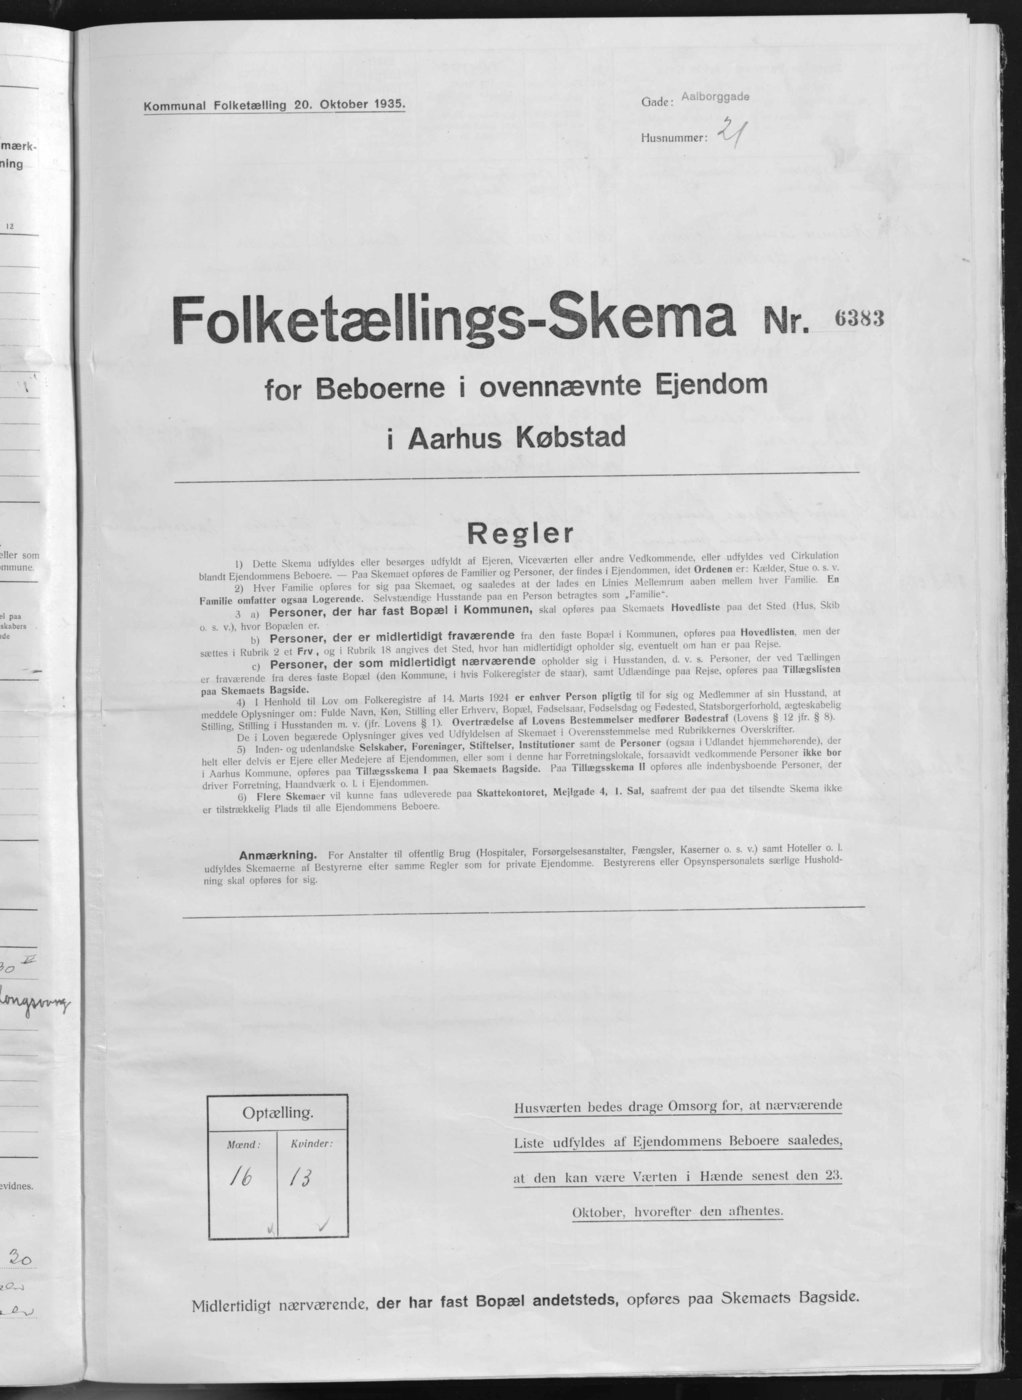 mærk-
ning
12
eller som
ommune.
el paa
skabers
de
30 II
evidnes.
30
Kommunal Folketælling 20. Oktober 1935.
Gade: Aalborggade
Husnummer: 21
Folketællings-Skema Nr. 6383
for Beboerne i ovennævnte Ejendom
i Aarhus Købstad
Regler
1) Dette Skema udfyldes eller besørges udfyldt af Ejeren, Viceværten eller andre Vedkommende, eller udfyldes ved Cirkulation
blandt Ejendommens Beboere. — Paa Skemaet opføres de Familier og Personer, der findes i Ejendommen, idet Ordenen er: Kælder, Stue o. s. v.
2) Hver Familie opføres for sig paa Skemaet, og saaledes at der lades en Linies Mellemrum aaben mellem hver Familie. En
Familie omfatter ogsaa Logerende. Selvstændige Husstande paa en Person betragtes som „Familie".
3 a) Personer, der har fast Bopæl i Kommunen, skal opføres paa Skemaets Hovedliste paa det Sted (Hus, Skib
o. s. v.), hvor Bopælen er.
b) Personer, der er midlertidigt fraværende fra den faste Bopæl i Kommunen, opføres paa Hovedlisten, men der
sættes i Rubrik 2 et Frv, og i Rubrik 18 angives det Sted, hvor han midlertidigt opholder sig, eventuelt om han er paa Rejse.
c) Personer, der som midlertidigt nærværende opholder sig i Husstanden, d. v. s. Personer, der ved Tællingen
er fraværende fra deres faste Bopæl (den Kommune, i hvis Folkeregister de staar), samt Udlændinge paa Rejse, opføres paa Tillægslisten
paa Skemaets Bagside.
4) I Henhold til Lov om Folkeregistre af 14. Marts 1924 er enhver Person pligtig til for sig og Medlemmer af sin Husstand, at
meddele Oplysninger om: Fulde Navn, Køn, Stilling eller Erhverv, Bopæl, Fødselsaar, Fødselsdag og Fødested, Statsborgerforhold, ægteskabelig
Stilling, Stilling i Husstanden m. v. (jfr. Lovens § 1). Overtrædelse af Lovens Bestemmelser medfører Bødestraf (Lovens § 12 jfr. § 8).
De i Loven begærede Oplysninger gives ved Udfyldelsen af Skemaet i Overensstemmelse med Rubrikkernes Overskrifter.
5) Inden- og udenlandske Selskaber, Foreninger, Stiftelser, Institutioner samt de Personer (ogsaa i Udlandet hjemmehørende), der
helt eller delvis er Ejere eller Medejere af Ejendommen, eller som i denne har Forretningslokale, forsaavidt vedkommende Personer ikke bor
i Aarhus Kommune, opføres paa Tillægsskema I paa Skemaets Bagside. Paa Tillægsskema II opføres alle indenbysboende Personer, der
driver Forretning, Haandværk o. l. i Ejendommen.
6) Flere Skemaer vil kunne faas udleverede paa Skattekontoret, Mejlgade 4, 1. Sal, saafremt der paa det tilsendte Skema ikke
er tilstrækkelig Plads til alle Ejendommens Beboere.
Anmærkning. For Anstalter til offentlig Brug (Hospitaler, Forsørgelsesanstalter, Fængsler, Kaserner o. s. v.) samt Hoteller o. l.
udfyldes Skemaerne af Bestyrerne efter samme Regler som for private Ejendomme. Bestyrerens eller Opsynspersonalets særlige Hushold-
ning skal opføres for sig.
Optælling.
Mænd: Kvinder:
16 13
Husværten bedes drage Omsorg for, at nærværende
Liste udfyldes af Ejendommens Beboere saaledes,
at den kan være Værten i Hænde senest den 23.
Oktober, hvorefter den afhentes.
Midlertidigt nærværende, der har fast Bopæl andetsteds, opføres paa Skemaets Bagside.